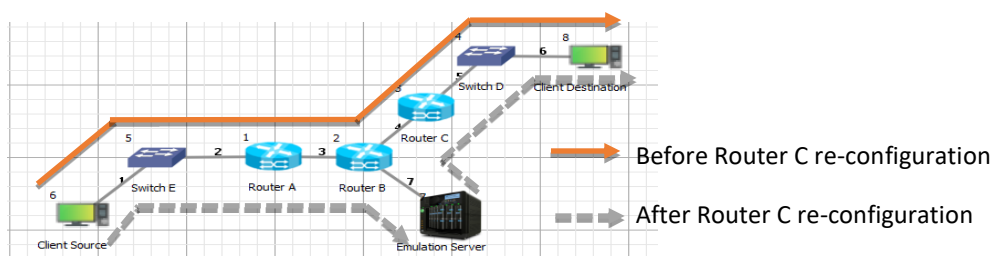 4
8
6
5
Switch D
Client Destination
3
Router C
4
5
1
2
2
3
Switch E
Router A
Router B
1
7
7
6
Client Source
Emulation Server
Before Router C re-configuration
After Router C re-configuration